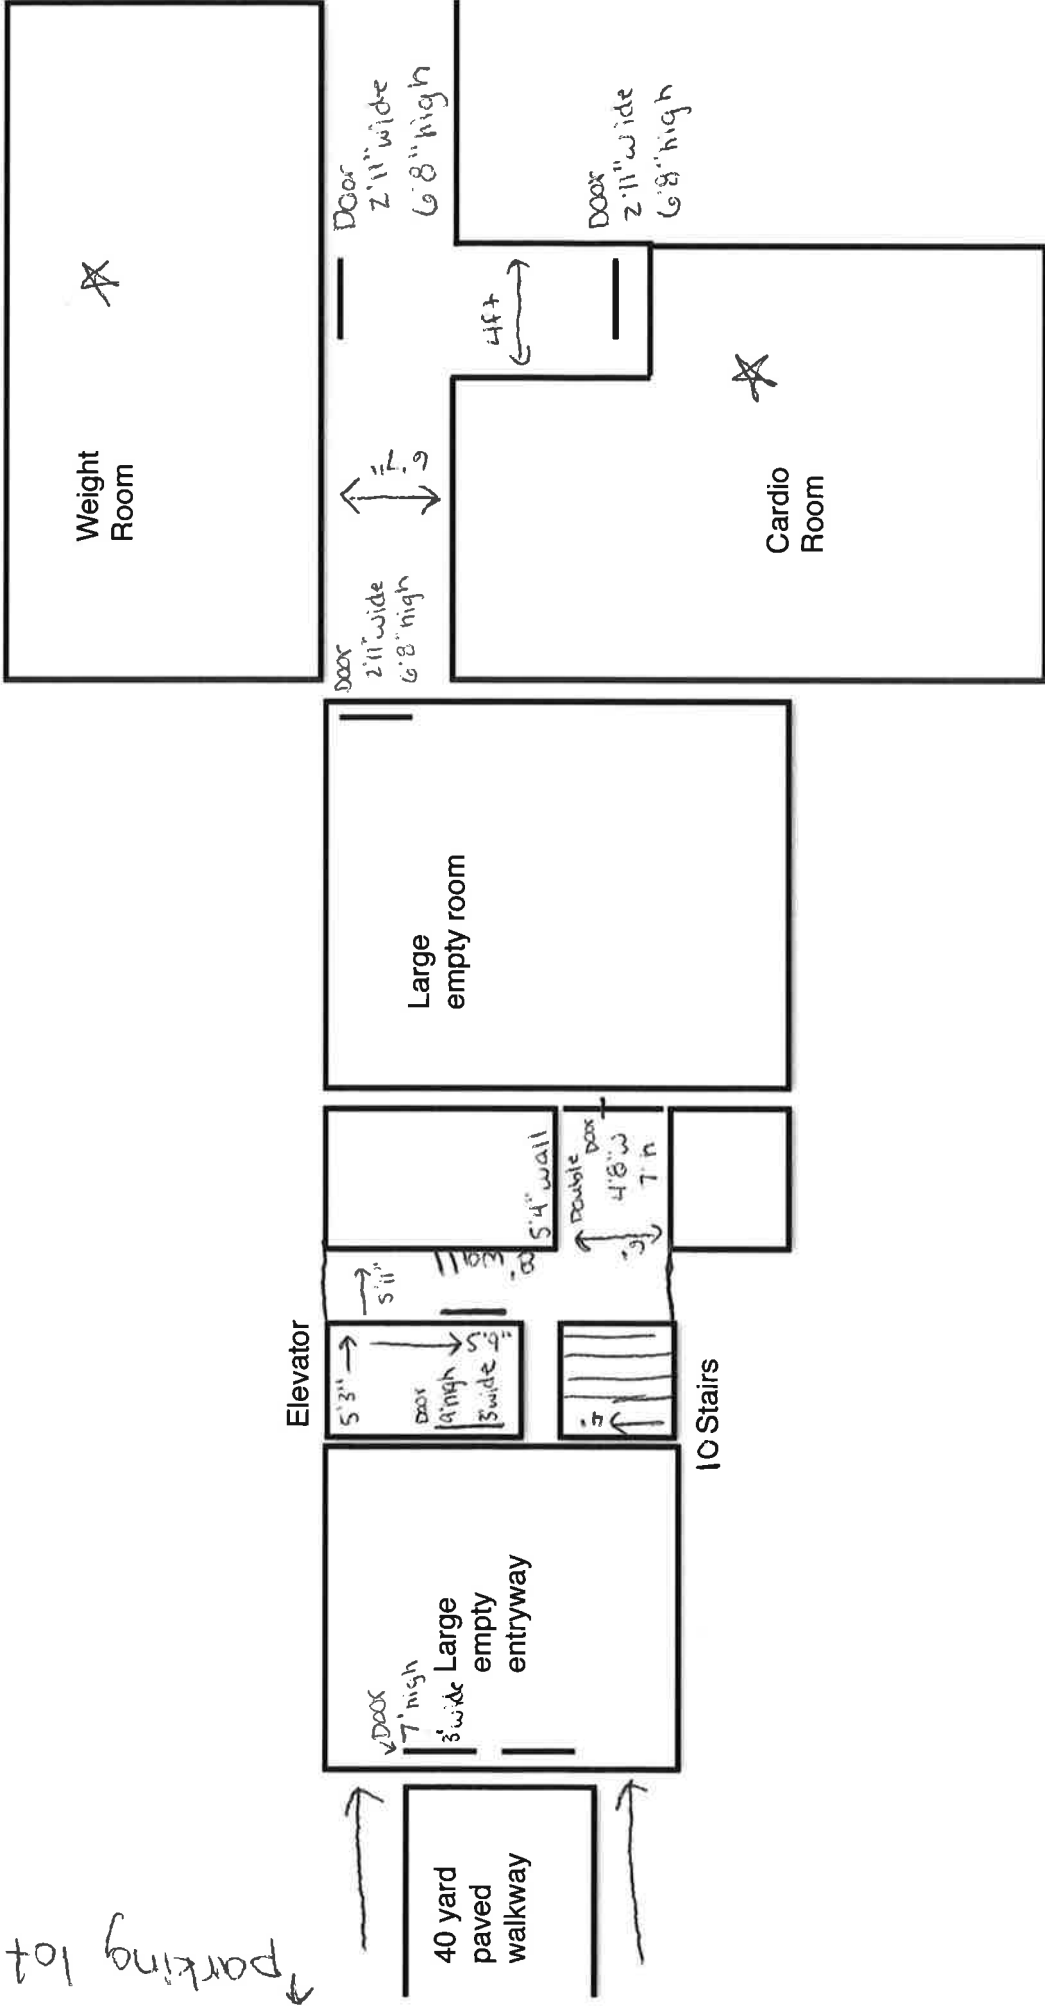 parking lot
40 yard
paved
walkway
Door
7' high
3' wide
Large
empty
entryway
Elevator
5'3"
5'9"
Door
9' high
3' wide
10 Stairs
5'11"
8' wall
5'4" wall
Double
Door
4'8" w
7' h
6'
Large
empty room
Door
2'11" wide
6'8" high
6'7"
Weight
Room
Door
2'11" wide
6'8" high
4ft
Door
2'11" wide
6'8" high
Cardio
Room